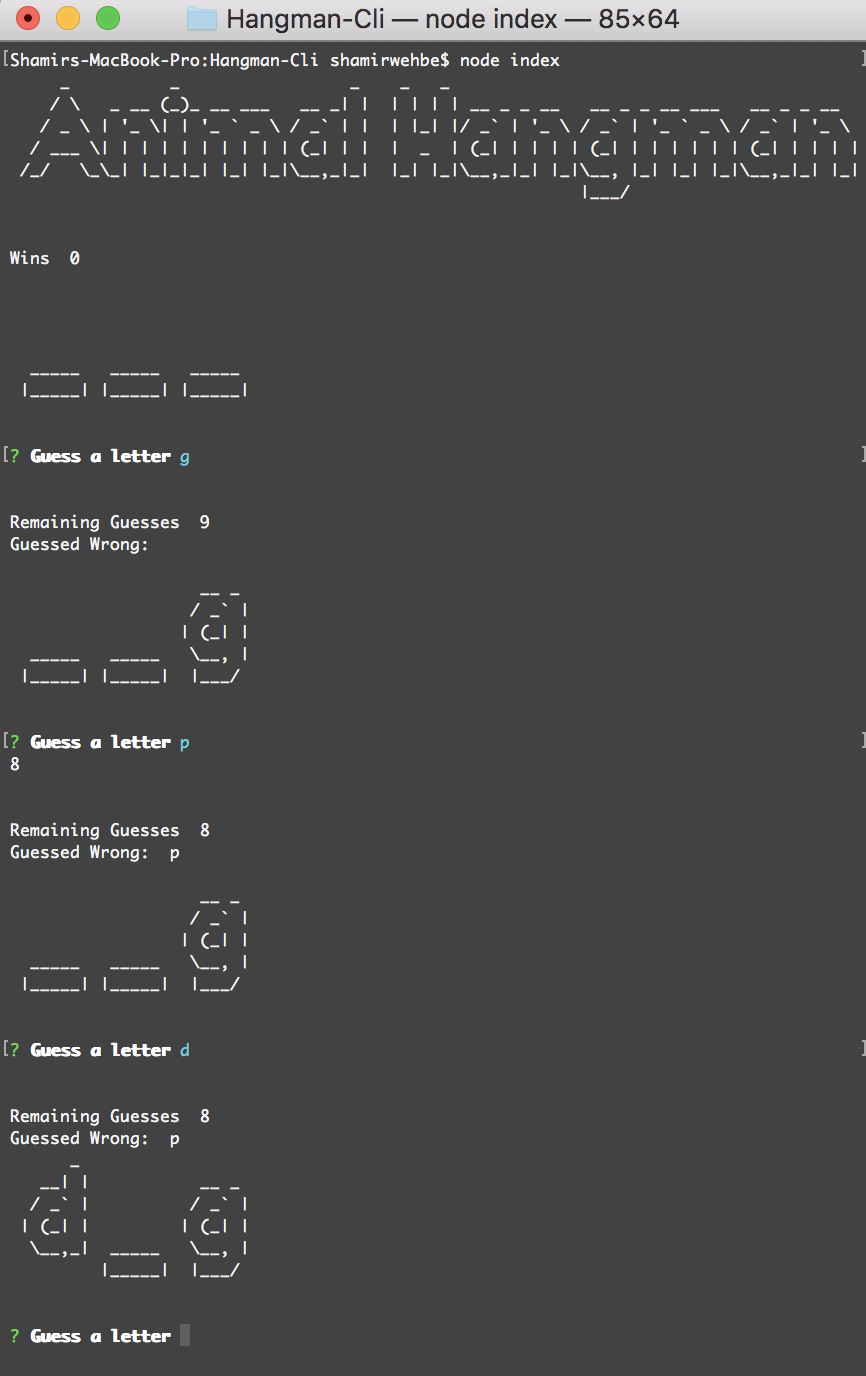 Hangman-Cli — node index — 85×64
[Shamirs-MacBook-Pro:Hangman-Cli shamirwehbe$ node index ]
Animal Hangman
Wins 0
_ _ _
[? Guess a letter g ]
Remaining Guesses 9
Guessed Wrong:
_ _ g
[? Guess a letter p ]
8
Remaining Guesses 8
Guessed Wrong: p
_ _ g
[? Guess a letter d ]
Remaining Guesses 8
Guessed Wrong: p
d _ g
? Guess a letter